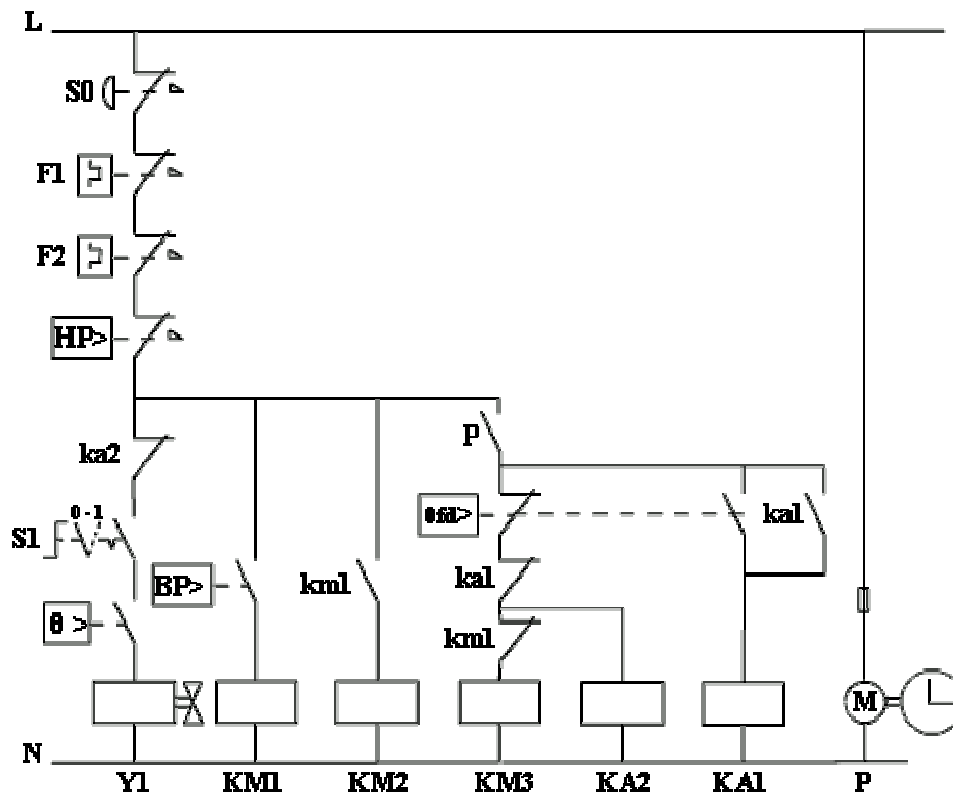 L
S0
F1
F2
HP>
ka2
p
0 - 1
S1
θfd>
ka1
BP>
km1
ka1
θ >
km1
M
N
Y1 KM1 KM2 KM3 KA2 KA1 P